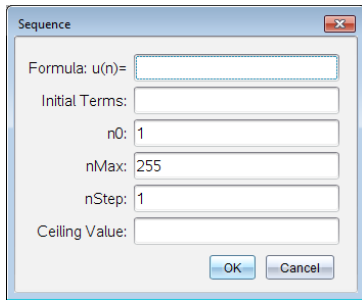 Sequence
Formula: u(n)=
Initial Terms:
n0: 1
nMax: 255
nStep: 1
Ceiling Value:
OK Cancel